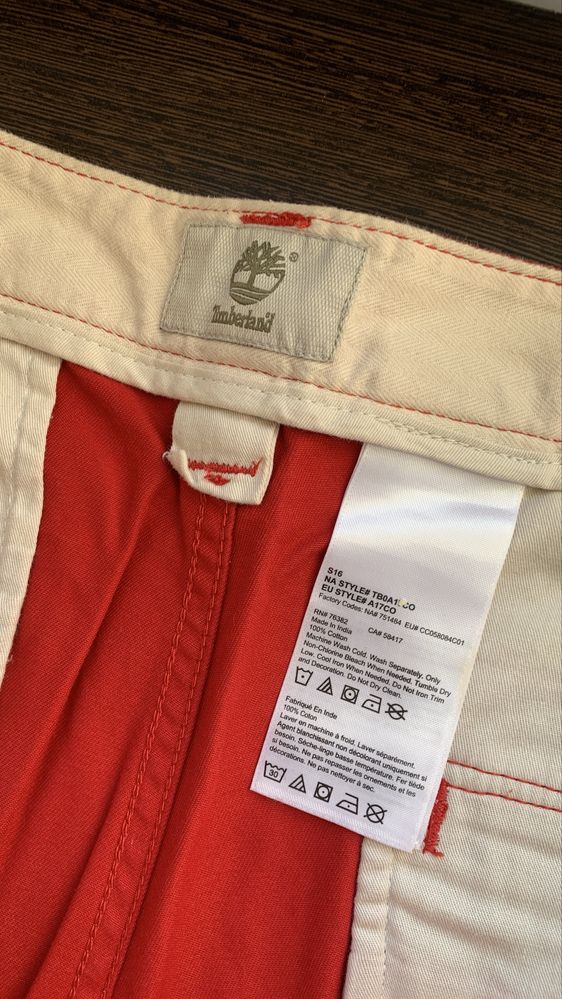 Timberland
®
S16
NA STYLE# CO
EU STYLE# A17CO
Factory Codes: NA# 751464 EU# CC058084C01
RN# 76382 CA# 58417
Made In India
100% Cotton
Machine Wash Cold. Wash Separately. Only
Non-Chlorine Bleach When Needed. Tumble Dry
Low. Cool Iron When Needed. Do Not Iron Trim
and Decoration. Do Not Dry Clean.
Fabriqué En Inde
100% Coton
Laver en machine à froid. Laver séparément.
Agent blanchissant non décolorant uniquement si
si besoin. Sèche-linge basse température. Fer tiède
si besoin. Ne pas repasser les ornements et les
décorations. Ne pas nettoyer à sec.
30